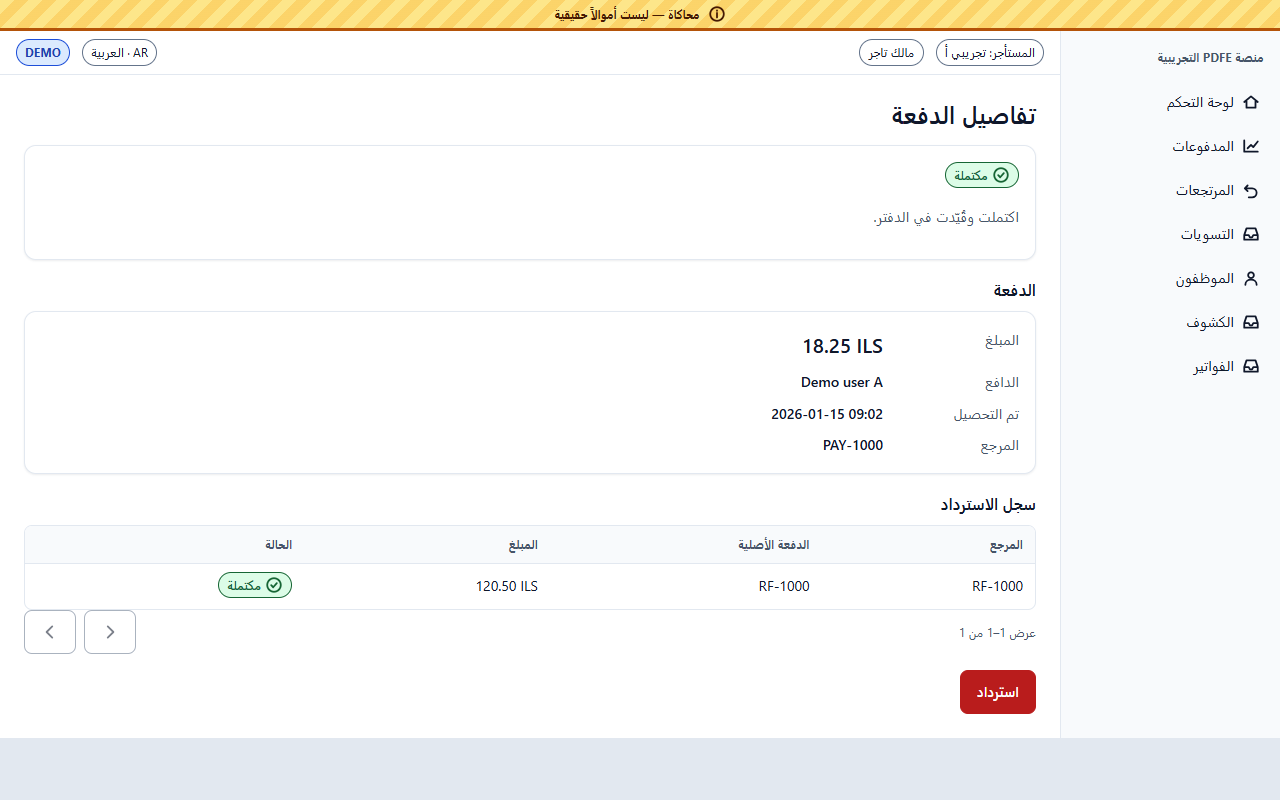 محاكاة — ليست أموالاً حقيقية
منصة PDFE التجريبية
لوحة التحكم
المدفوعات
المرتجعات
التسويات
الموظفون
الكشوف
الفواتير
المستأجر: تجريبي أ
مالك تاجر
AR · العربية
DEMO
تفاصيل الدفعة
مكتملة
اكتملت وقُيّدت في الدفتر.
الدفعة
المبلغ 18.25 ILS
الدافع Demo user A
تم التحصيل 2026-01-15 09:02
المرجع PAY-1000
سجل الاسترداد
المرجع الدفعة الأصلية المبلغ الحالة
RF-1000 RF-1000 120.50 ILS مكتملة
عرض 1–1 من 1
استرداد